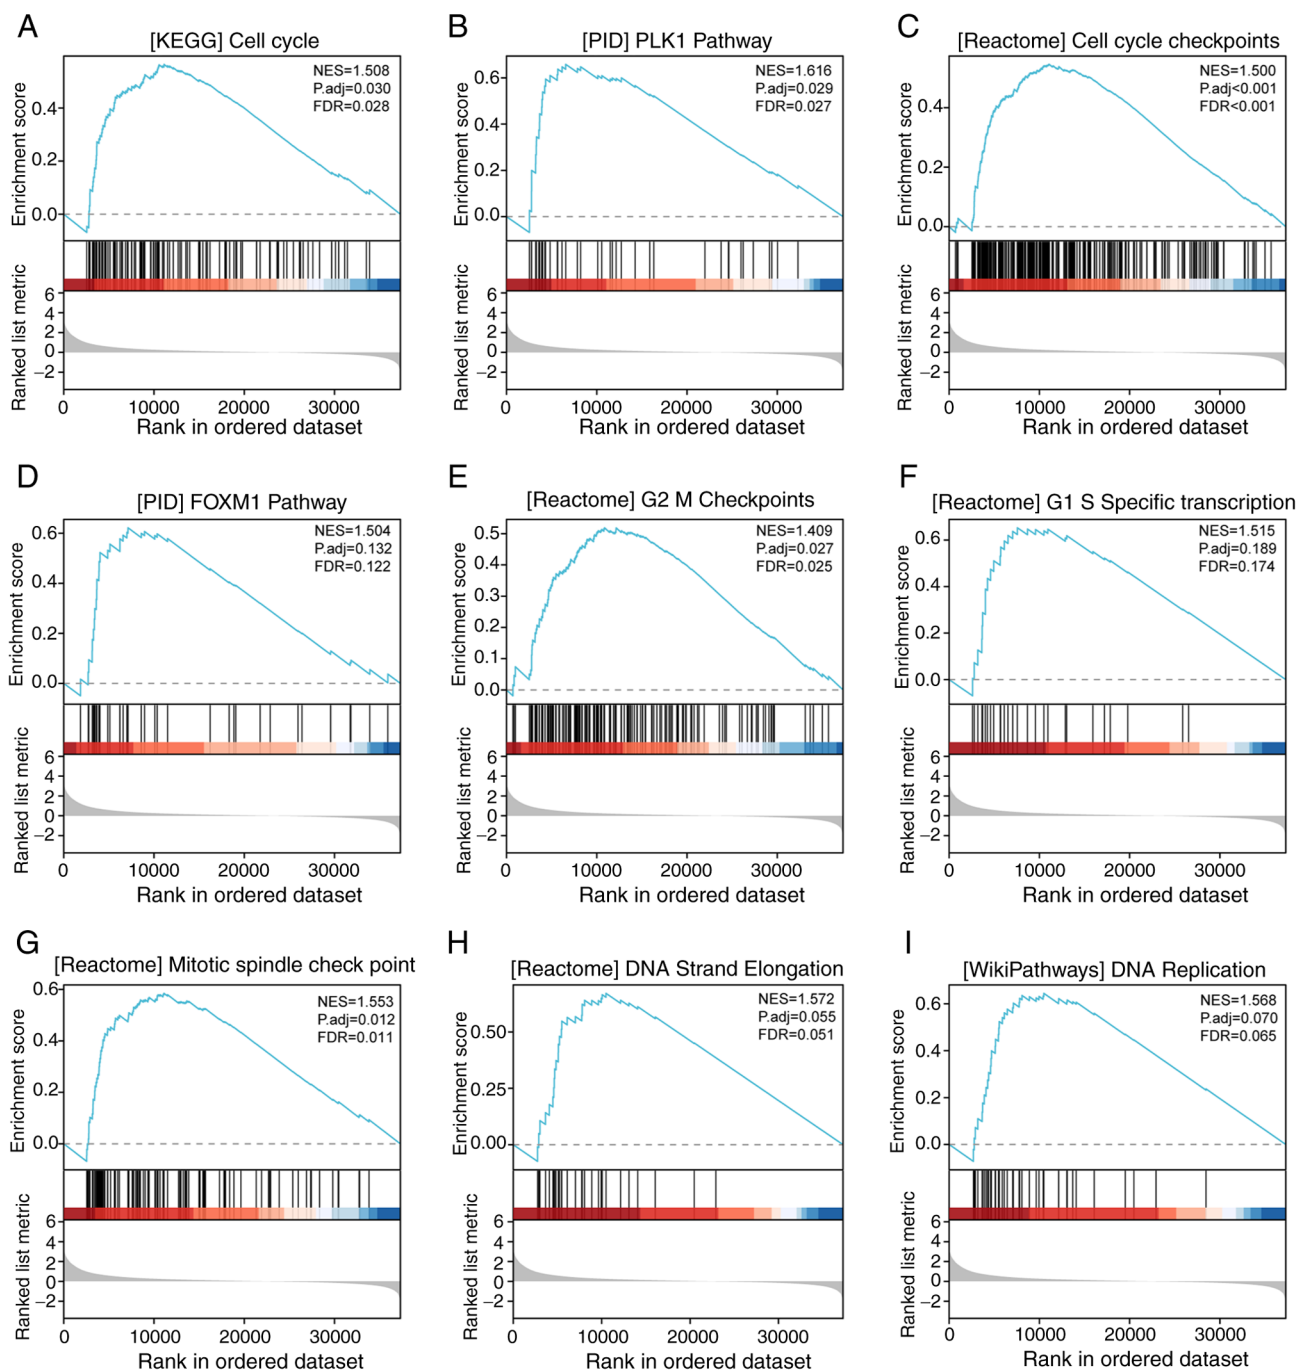 A
[KEGG] Cell cycle
NES=1.508
P.adj=0.030
FDR=0.028
Enrichment score
0.4
0.2
0.0
Ranked list metric
6
4
2
0
−2
0 10000 20000 30000
Rank in ordered dataset
B
[PID] PLK1 Pathway
NES=1.616
P.adj=0.029
FDR=0.027
Enrichment score
0.6
0.4
0.2
0.0
Ranked list metric
6
4
2
0
−2
0 10000 20000 30000
Rank in ordered dataset
C
[Reactome] Cell cycle checkpoints
NES=1.500
P.adj<0.001
FDR<0.001
Enrichment score
0.4
0.2
0.0
Ranked list metric
6
4
2
0
−2
0 10000 20000 30000
Rank in ordered dataset
D
[PID] FOXM1 Pathway
NES=1.504
P.adj=0.132
FDR=0.122
Enrichment score
0.6
0.4
0.2
0.0
Ranked list metric
6
4
2
0
−2
0 10000 20000 30000
Rank in ordered dataset
E
[Reactome] G2 M Checkpoints
NES=1.409
P.adj=0.027
FDR=0.025
Enrichment score
0.5
0.4
0.3
0.2
0.1
0.0
Ranked list metric
6
4
2
0
−2
0 10000 20000 30000
Rank in ordered dataset
F
[Reactome] G1 S Specific transcription
NES=1.515
P.adj=0.189
FDR=0.174
Enrichment score
0.6
0.4
0.2
0.0
Ranked list metric
6
4
2
0
−2
0 10000 20000 30000
Rank in ordered dataset
G
[Reactome] Mitotic spindle check point
NES=1.553
P.adj=0.012
FDR=0.011
Enrichment score
0.6
0.4
0.2
0.0
Ranked list metric
6
4
2
0
−2
0 10000 20000 30000
Rank in ordered dataset
H
[Reactome] DNA Strand Elongation
NES=1.572
P.adj=0.055
FDR=0.051
Enrichment score
0.50
0.25
0.00
Ranked list metric
6
4
2
0
−2
0 10000 20000 30000
Rank in ordered dataset
I
[WikiPathways] DNA Replication
NES=1.568
P.adj=0.070
FDR=0.065
Enrichment score
0.6
0.4
0.2
0.0
Ranked list metric
6
4
2
0
−2
0 10000 20000 30000
Rank in ordered dataset